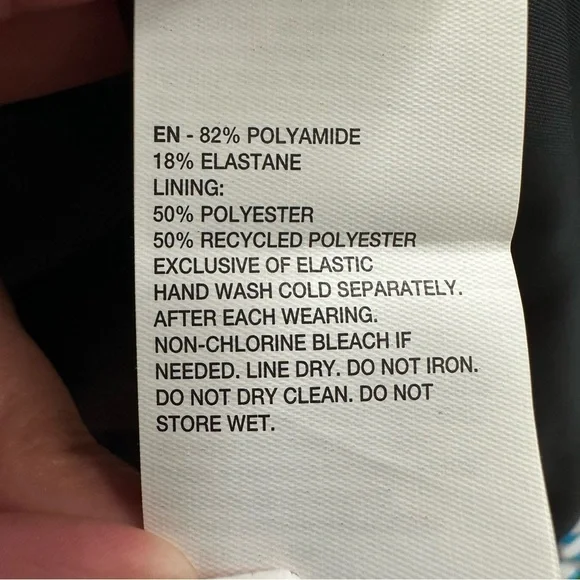 EN - 82% POLYAMIDE
18% ELASTANE
LINING:
50% POLYESTER
50% RECYCLED POLYESTER
EXCLUSIVE OF ELASTIC
HAND WASH COLD SEPARATELY.
AFTER EACH WEARING.
NON-CHLORINE BLEACH IF
NEEDED. LINE DRY. DO NOT IRON.
DO NOT DRY CLEAN. DO NOT
STORE WET.